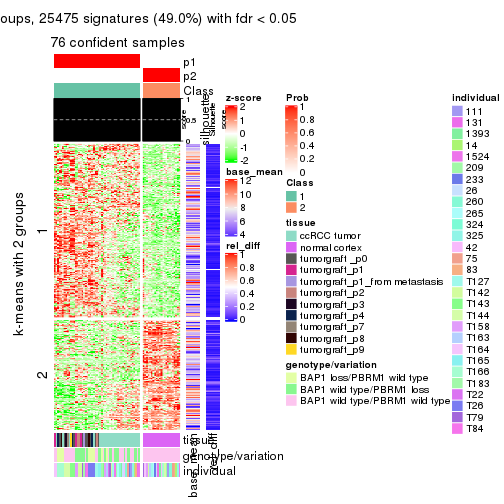 oups, 25475 signatures (49.0%) with fdr < 0.05
76 confident samples
p1
p2
Class
1
0.5
0
silhouette
score
k-means with 2 groups
1
2
tissue
genotype/variation
individual
base_mean
rel_diff
z-score
2
1
0
-1
-2
base_mean
12
10
8
6
4
rel_diff
1
0.8
0.6
0.4
0.2
0
Prob
1
0.8
0.6
0.4
0.2
0
Class
1
2
tissue
ccRCC tumor
normal cortex
tumorgraft_p0
tumorgraft_p1
tumorgraft_p1_from metastasis
tumorgraft_p2
tumorgraft_p3
tumorgraft_p4
tumorgraft_p7
tumorgraft_p8
tumorgraft_p9
genotype/variation
BAP1 loss/PBRM1 wild type
BAP1 wild type/PBRM1 loss
BAP1 wild type/PBRM1 wild type
individual
111
131
1393
14
1524
209
233
26
260
265
324
325
42
75
83
T127
T142
T143
T144
T158
T163
T164
T165
T166
T183
T22
T26
T79
T84